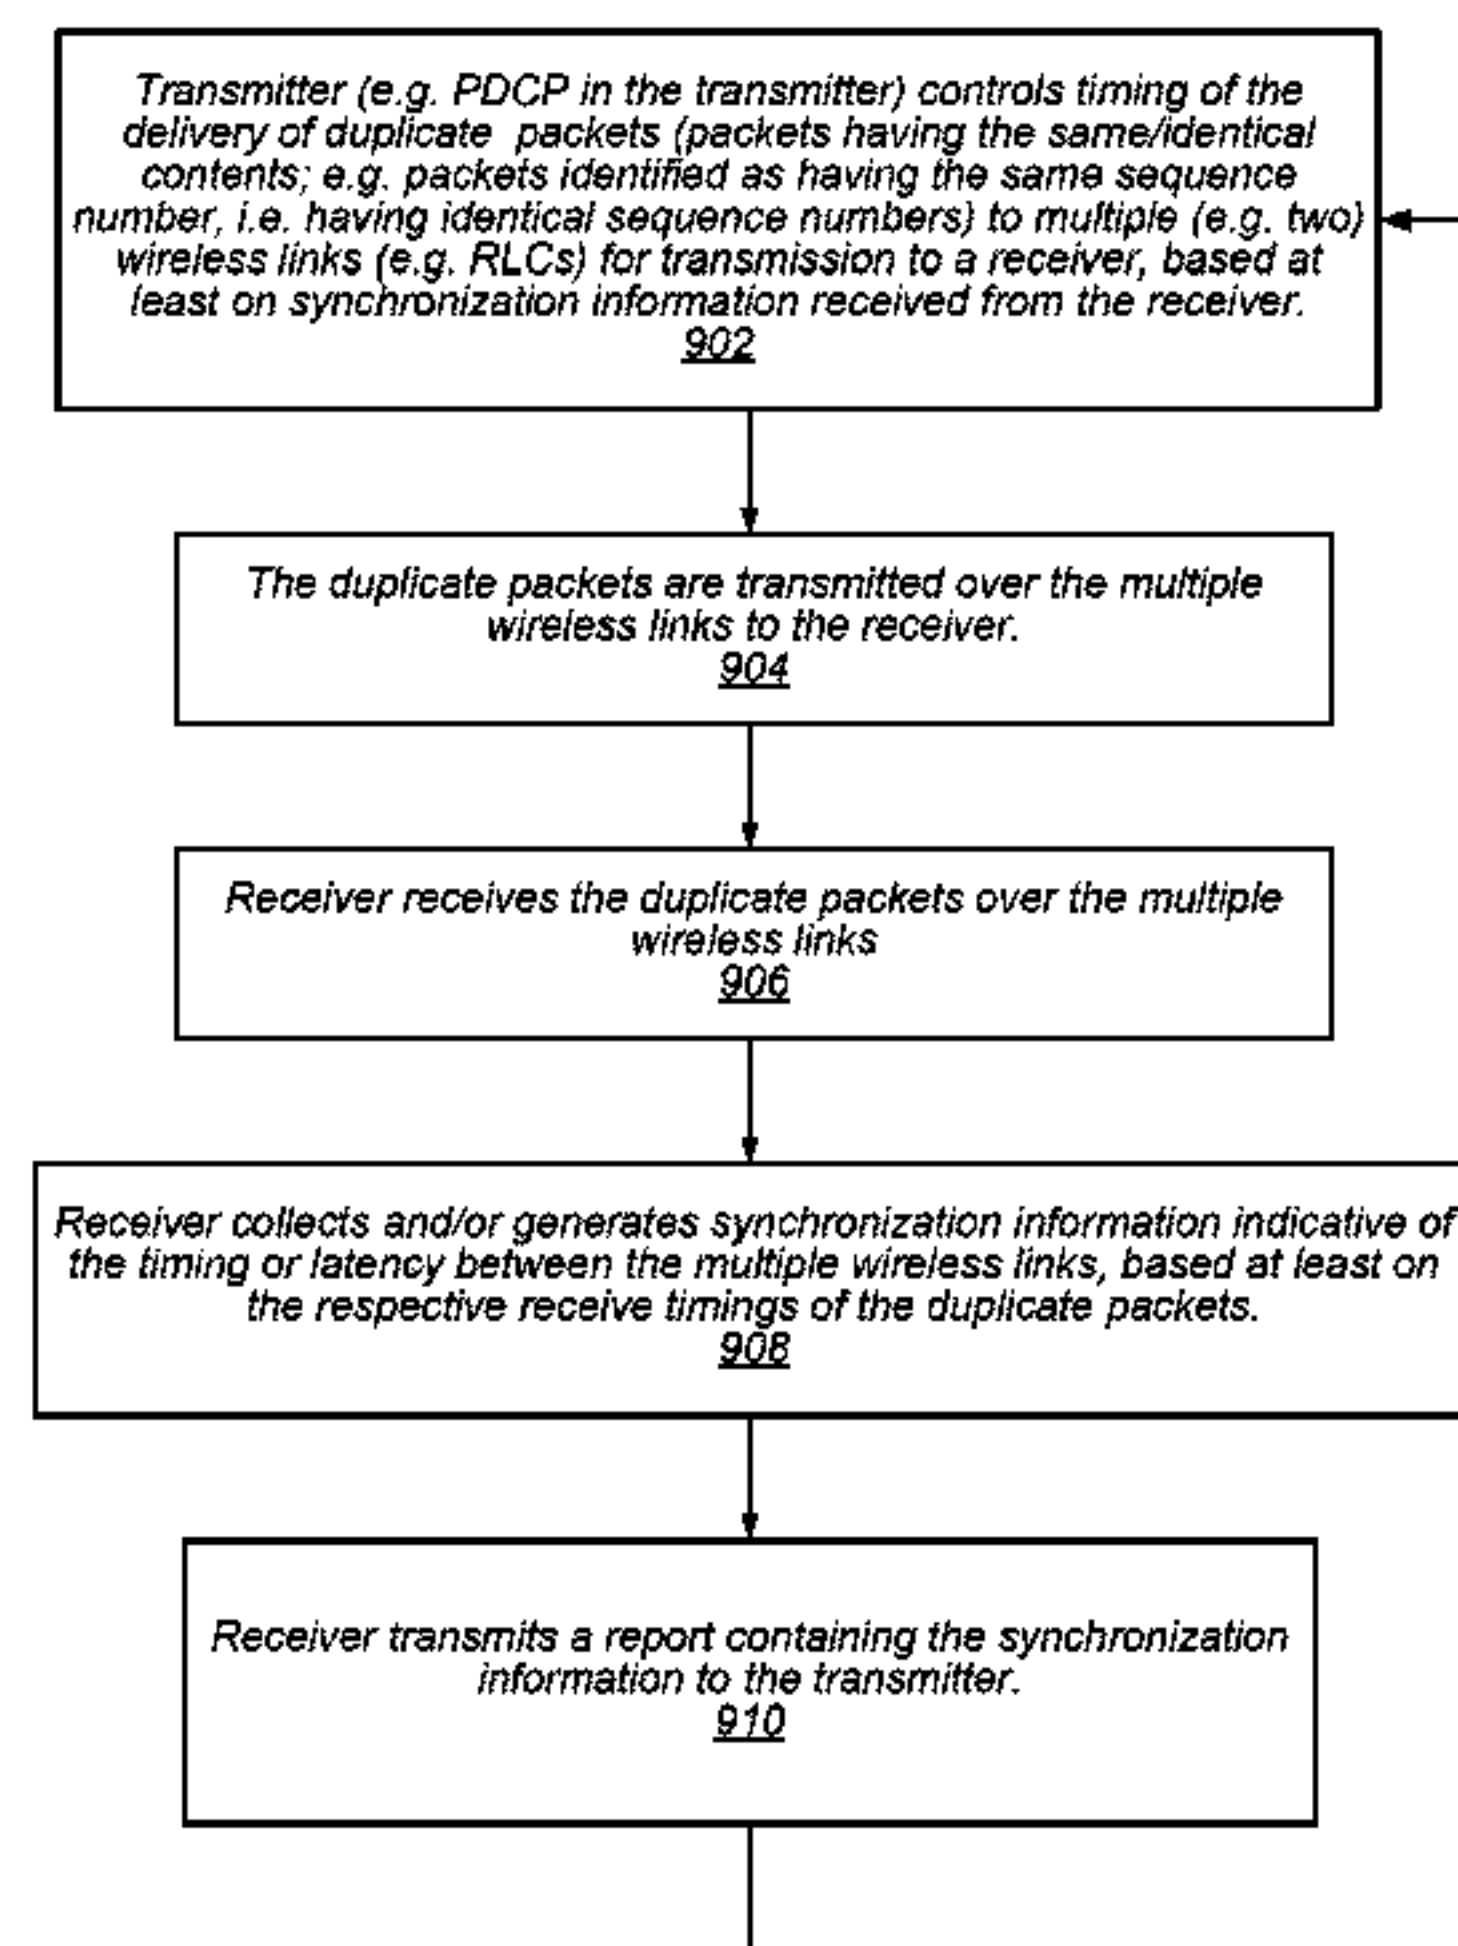 Transmitter (e.g. PDCP in the transmitter) controls timing of the
delivery of duplicate packets (packets having the same/identical
contents; e.g. packets identified as having the same sequence
number, i.e. having identical sequence numbers) to multiple (e.g. two)
wireless links (e.g. RLCs) for transmission to a receiver, based at
least on synchronization information received from the receiver.
902
The duplicate packets are transmitted over the multiple
wireless links to the receiver.
904
Receiver receives the duplicate packets over the multiple
wireless links
906
Receiver collects and/or generates synchronization information indicative of
the timing or latency between the multiple wireless links, based at least on
the respective receive timings of the duplicate packets.
908
Receiver transmits a report containing the synchronization
information to the transmitter.
910